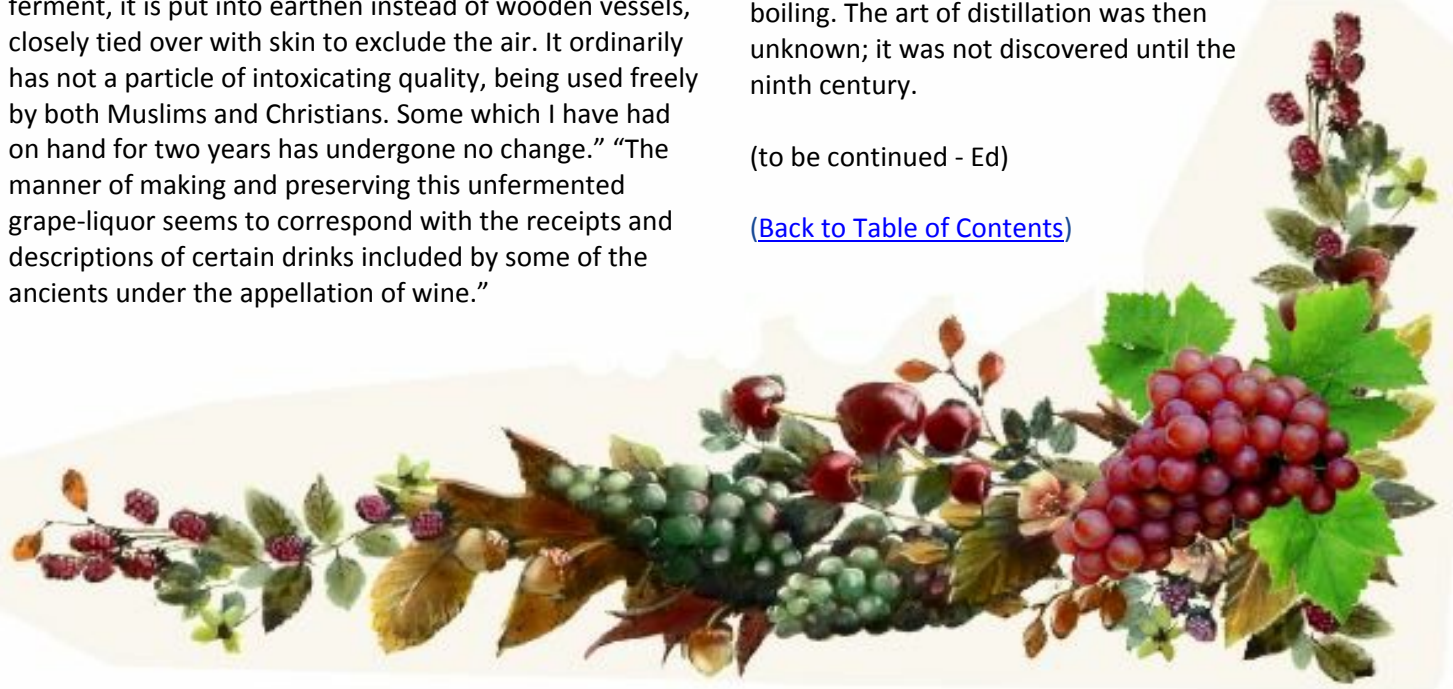 ferment, it is put into earthen instead of wooden vessels,
closely tied over with skin to exclude the air. It ordinarily
has not a particle of intoxicating quality, being used freely
by both Muslims and Christians. Some which I have had
on hand for two years has undergone no change.” “The
manner of making and preserving this unfermented
grape-liquor seems to correspond with the receipts and
descriptions of certain drinks included by some of the
ancients under the appellation of wine.”
boiling. The art of distillation was then
unknown; it was not discovered until the
ninth century.
(to be continued - Ed)
(Back to Table of Contents)